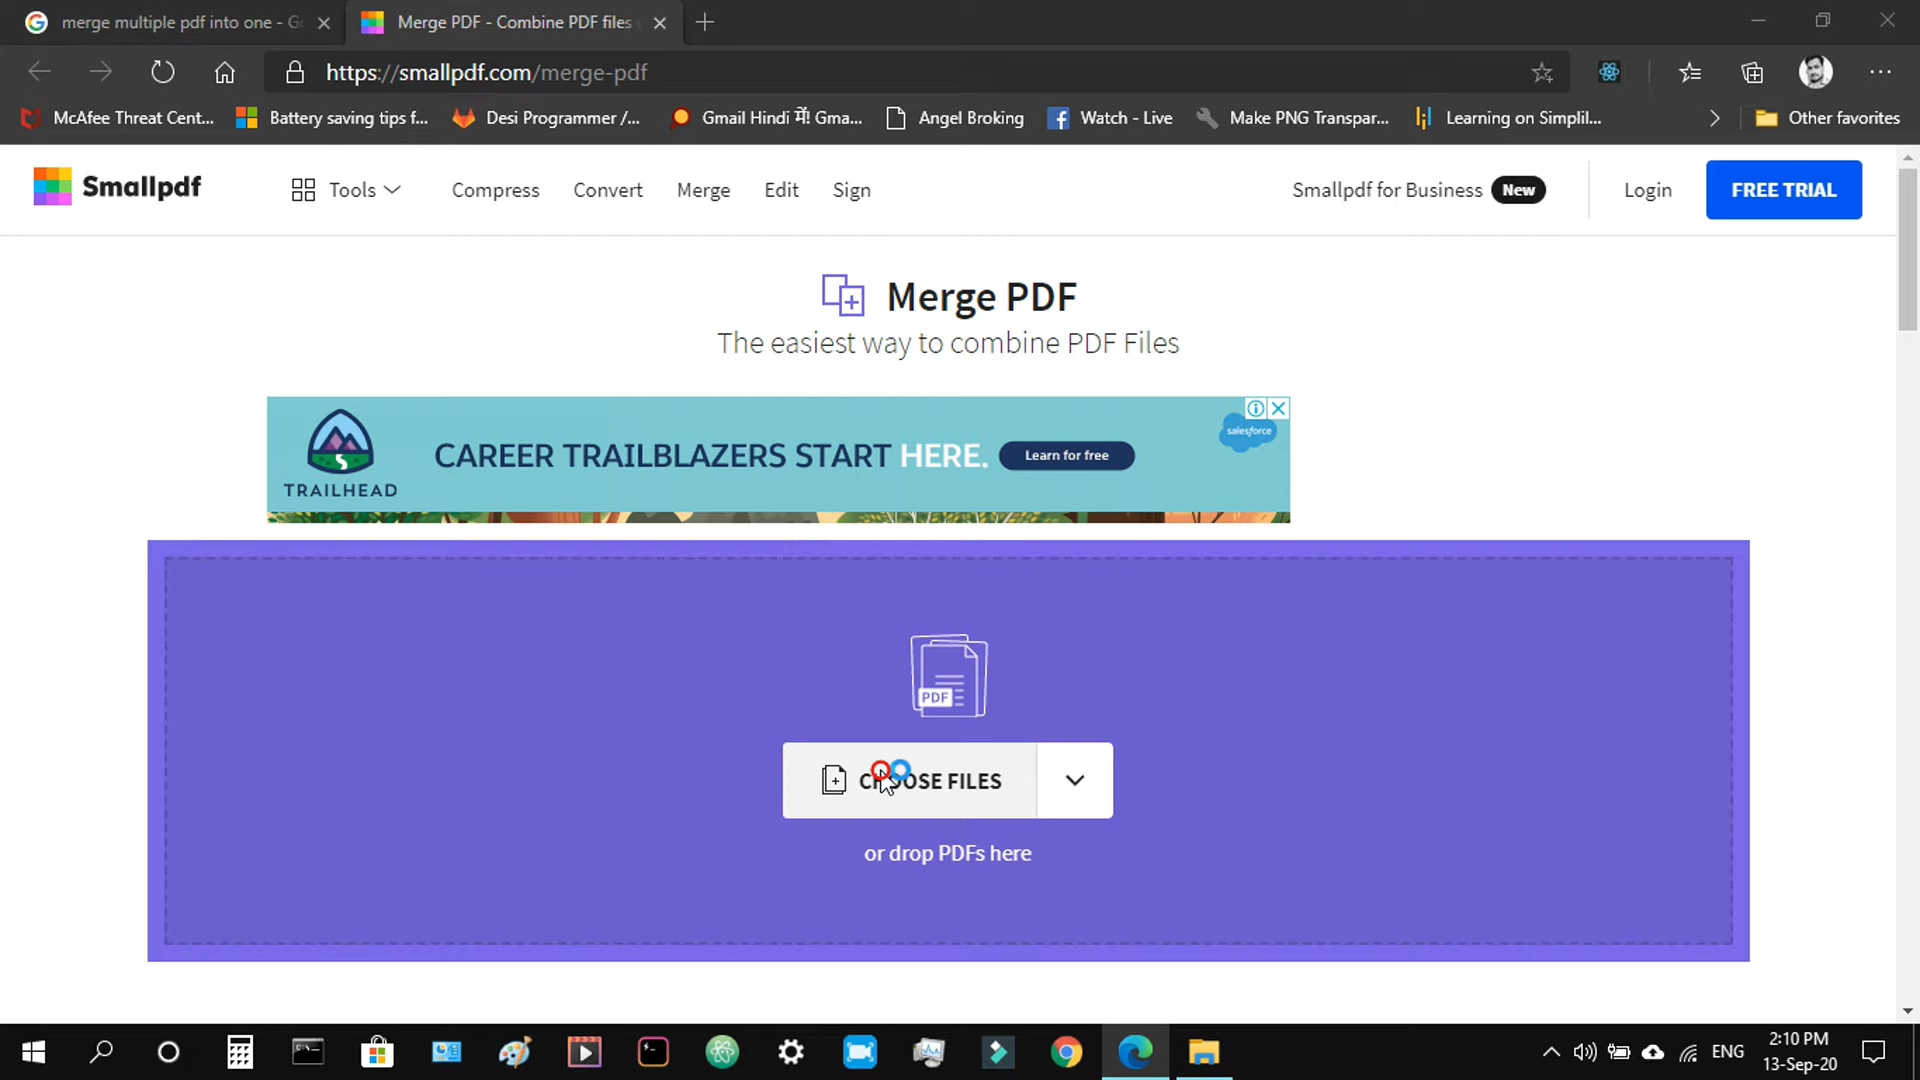 merge multiple pdf into one - Go
Merge PDF - Combine PDF files
https://smallpdf.com/merge-pdf
McAfee Threat Cent...
Battery saving tips f...
Desi Programmer /...
Gmail Hindi में! Gma...
Angel Broking
Watch - Live
Make PNG Transpar...
Learning on Simplil...
Other favorites
Smallpdf
Tools
Compress
Convert
Merge
Edit
Sign
Smallpdf for Business
New
Login
FREE TRIAL
Merge PDF
The easiest way to combine PDF Files
TRAILHEAD
CAREER TRAILBLAZERS START HERE.
Learn for free
salesforce
PDF
CHOOSE FILES
or drop PDFs here
ENG
2:10 PM
13-Sep-20